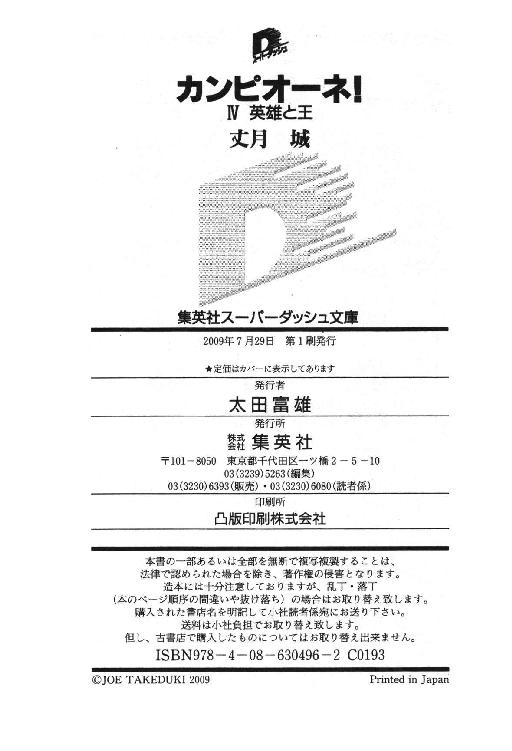 スーパーダッシュ
カンピオーネ!
Ⅳ 英雄と王
丈月 城
集英社スーパーダッシュ文庫
2009年7月29日 第1刷発行
★定価はカバーに表示してあります
発行者
太田富雄
発行所
株式会社 集英社
〒101-8050 東京都千代田区一ツ橋2-5-10
03(3239)5263(編集)
03(3230)6393(販売)・03(3230)6080(読者係)
印刷所
凸版印刷株式会社
本書の一部あるいは全部を無断で複写複製することは、
法律で認められた場合を除き、著作権の侵害となります。
造本には十分注意しておりますが、乱丁・落丁
(本のページ順序の間違いや抜け落ち)の場合はお取り替え致します。
購入された書店名を明記して小社読者係宛にお送り下さい。
送料は小社負担でお取り替え致します。
但し、古書店で購入したものについてはお取り替え出来ません。
ISBN978-4-08-630496-2 C0193
©JOE TAKEDUKI 2009
Printed in Japan